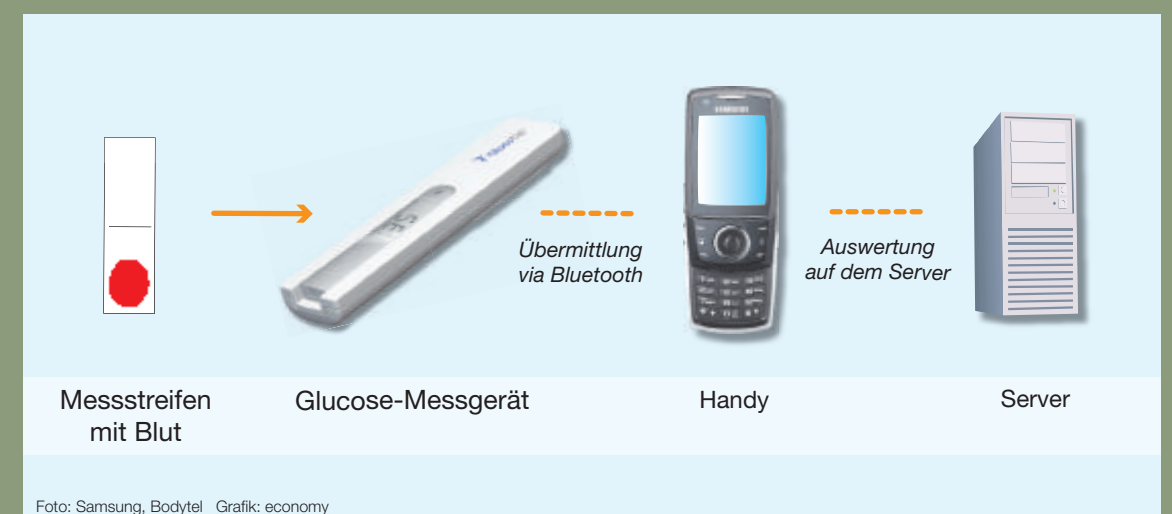 SAMSUNG
Übermittlung
via Bluetooth
Auswertung
auf dem Server
Messstreifen
mit Blut
Glucose-Messgerät
Handy
Server
Foto: Samsung, Bodytel Grafik: economy